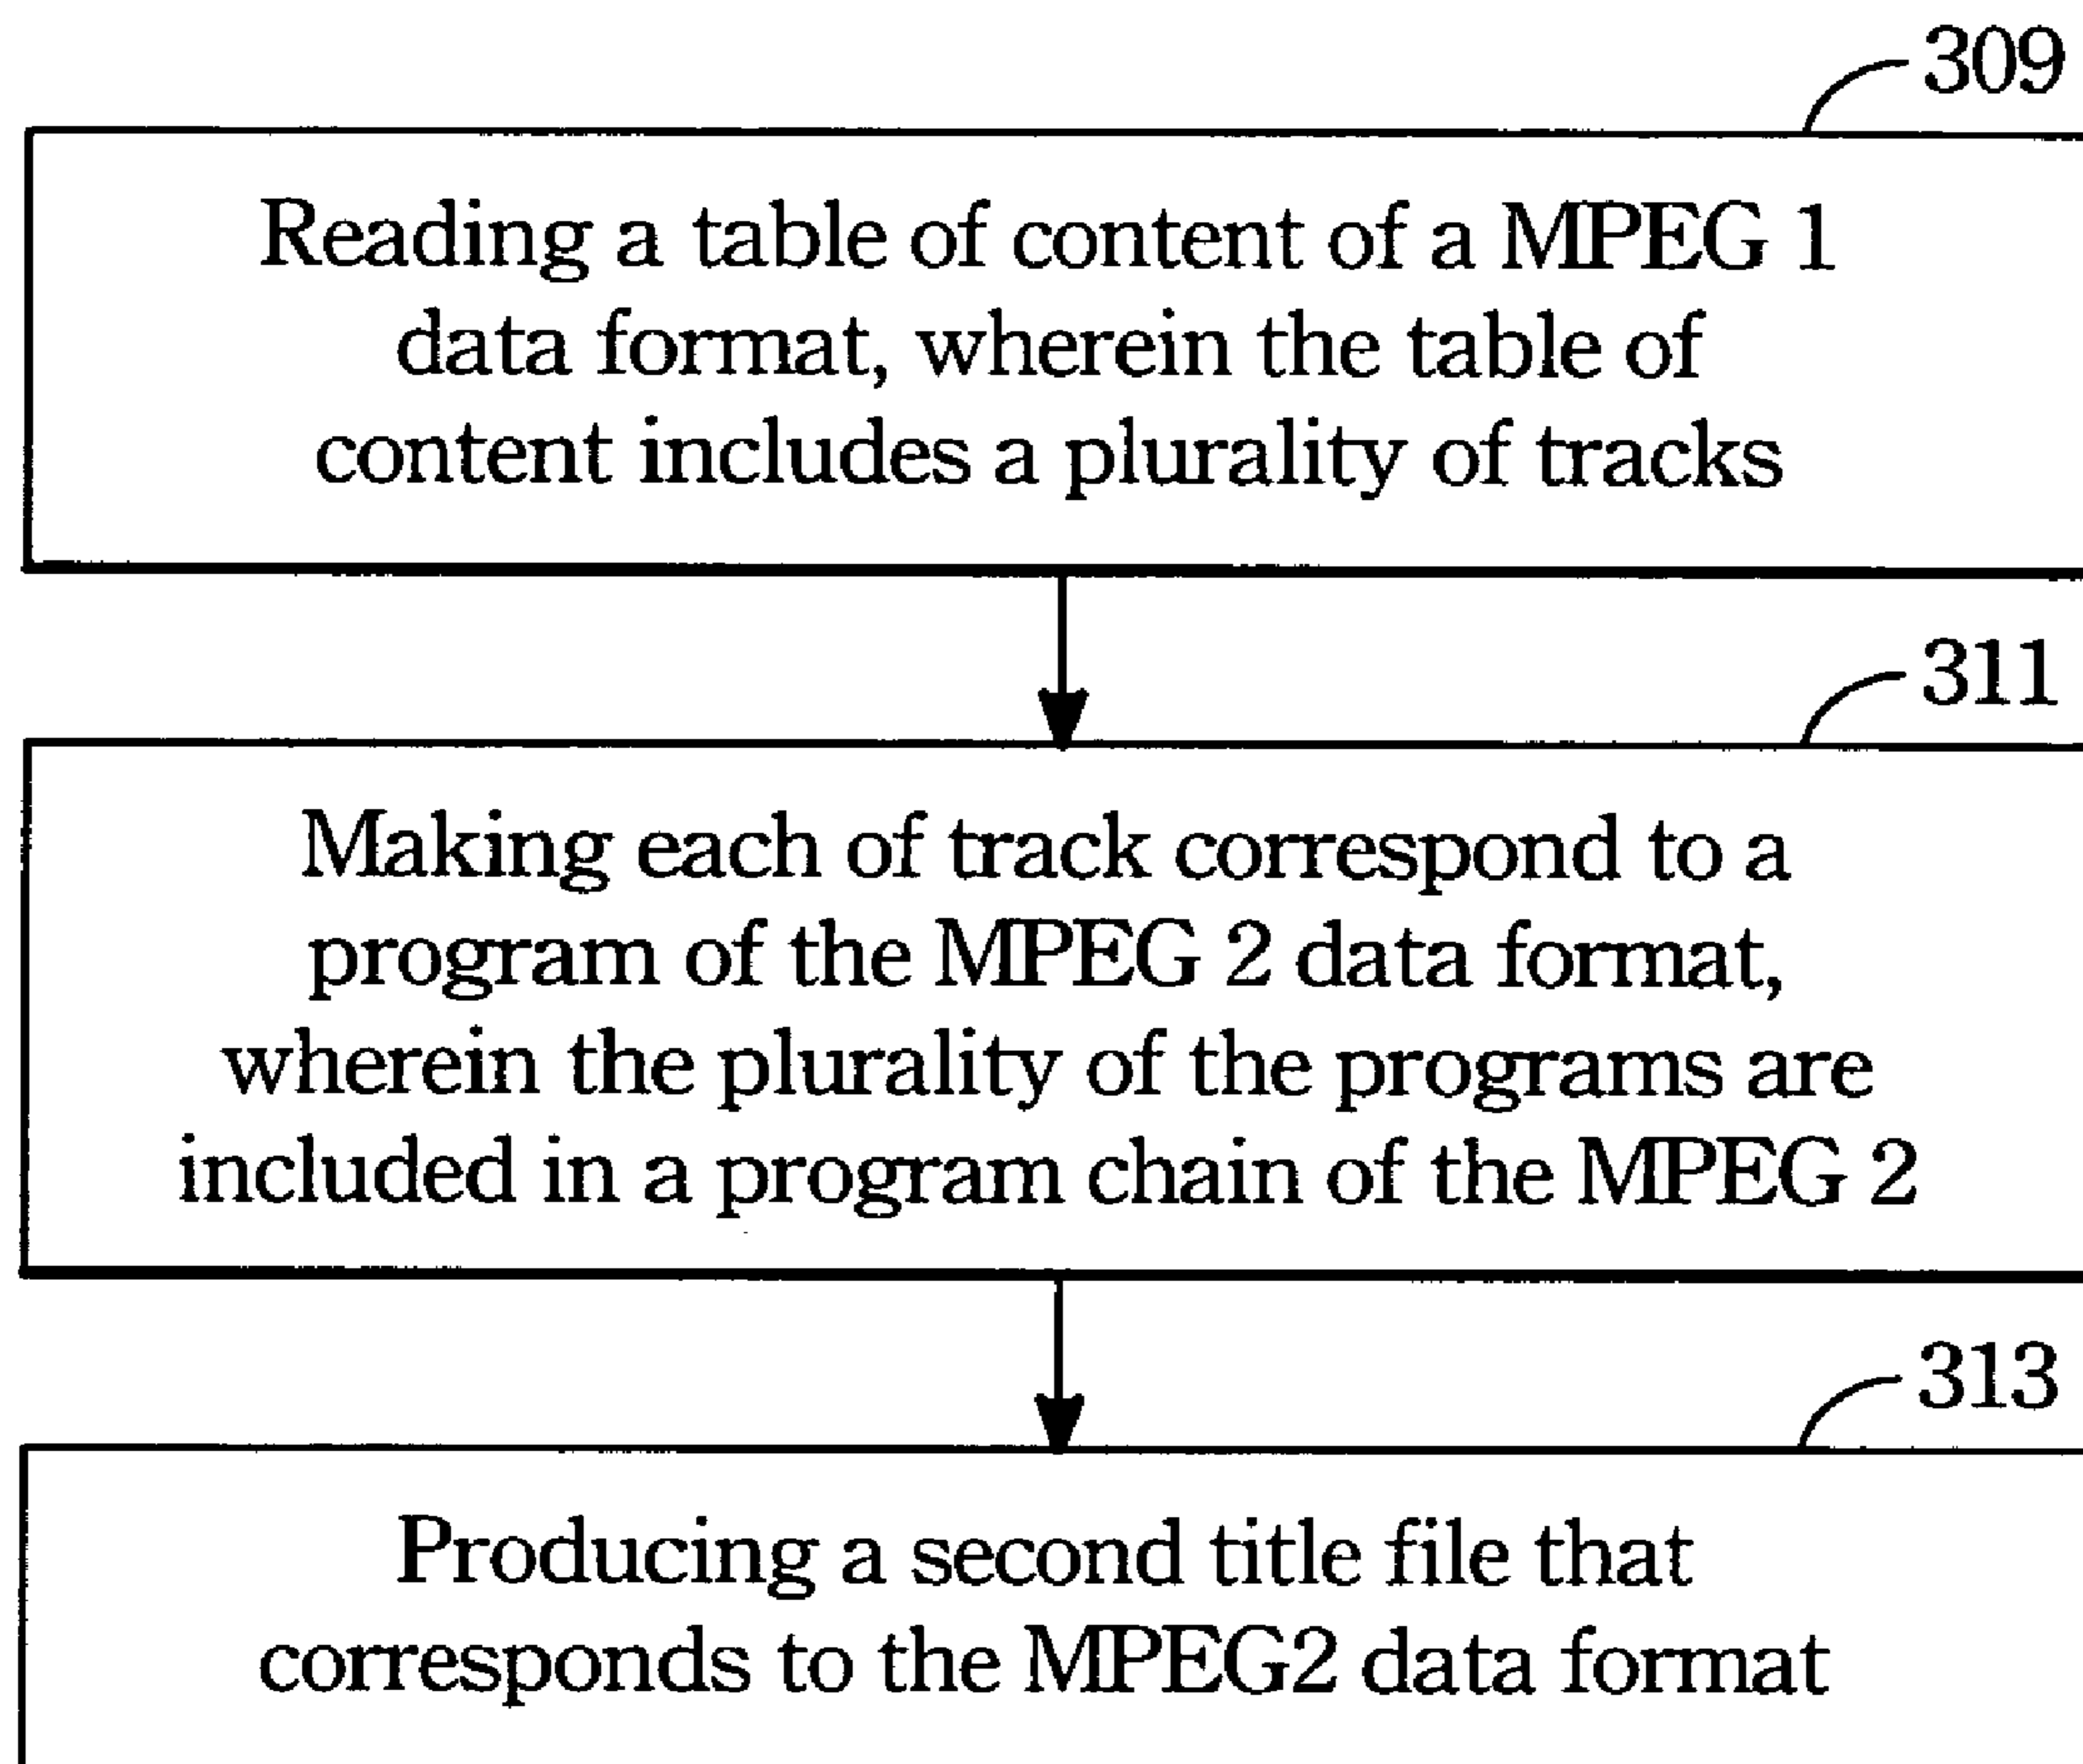 309
Reading a table of content of a MPEG 1
data format, wherein the table of
content includes a plurality of tracks
311
Making each of track correspond to a
program of the MPEG 2 data format,
wherein the plurality of the programs are
included in a program chain of the MPEG 2
313
Producing a second title file that
corresponds to the MPEG2 data format